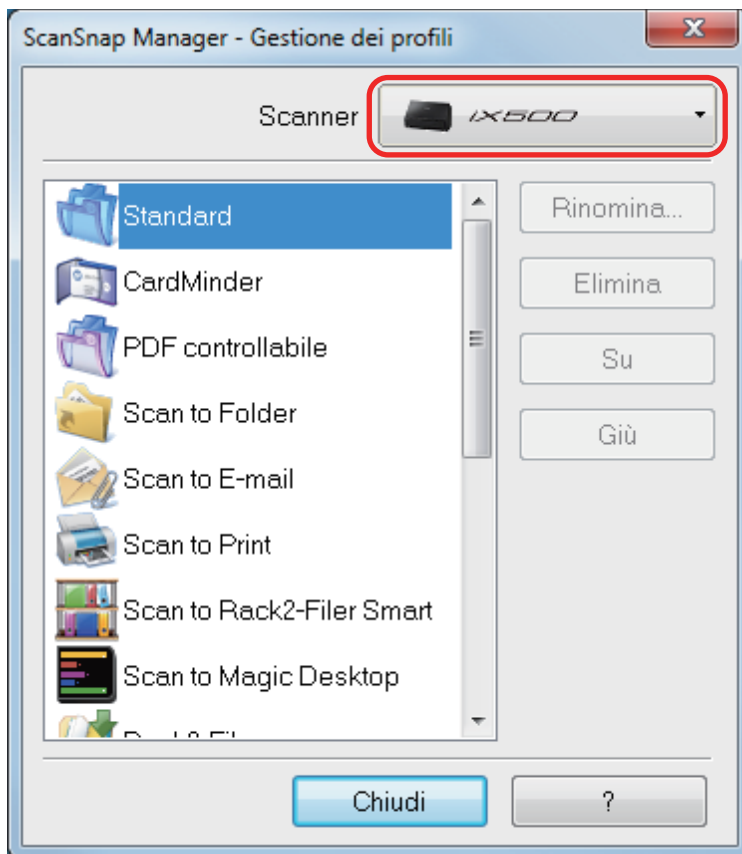 ScanSnap Manager - Gestione dei profili
Scanner iX500
Standard
CardMinder
PDF controllabile
Scan to Folder
Scan to E-mail
Scan to Print
Scan to Rack2-Filer Smart
Scan to Magic Desktop
Rinomina...
Elimina
Su
Giù
Chiudi
?